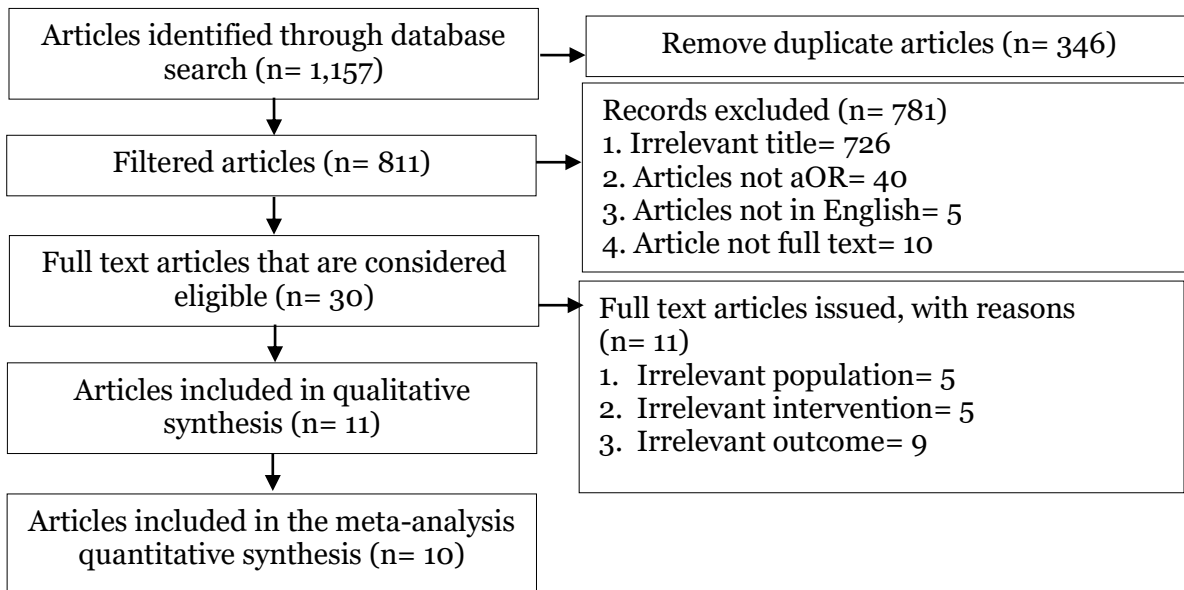 Articles identified through database
search (n= 1,157)
Remove duplicate articles (n= 346)
Filtered articles (n= 811)
Records excluded (n= 781)
1. Irrelevant title= 726
2. Articles not aOR= 40
3. Articles not in English= 5
4. Article not full text= 10
Full text articles that are considered
eligible (n= 30)
Full text articles issued, with reasons
(n= 11)
1. Irrelevant population= 5
2. Irrelevant intervention= 5
3. Irrelevant outcome= 9
Articles included in qualitative
synthesis (n= 11)
Articles included in the meta-analysis
quantitative synthesis (n= 10)